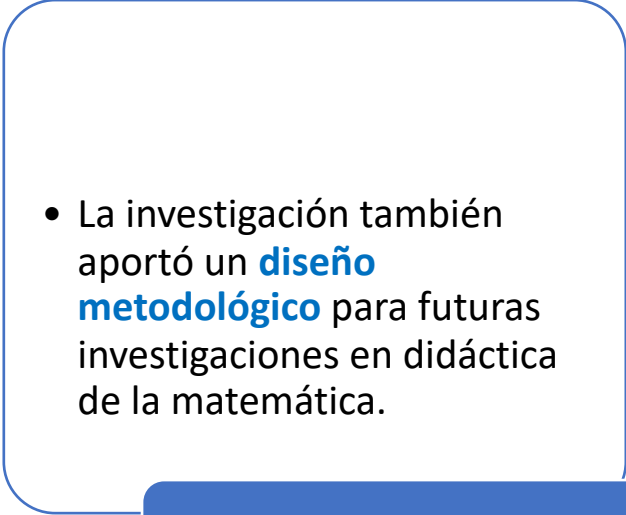 • La investigación también
aportó un diseño
metodológico para futuras
investigaciones en didáctica
de la matemática.